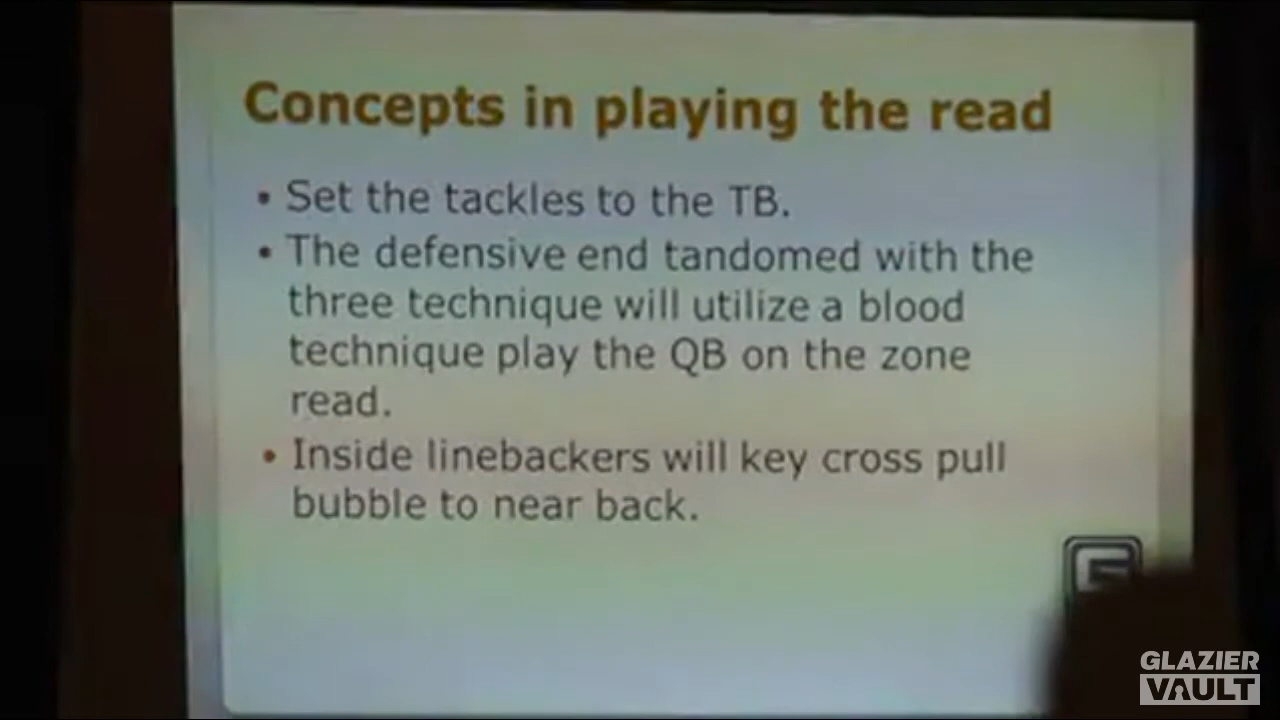 Concepts in playing the read
• Set the tackles to the TB.
• The defensive end tandomed with the
three technique will utilize a blood
technique play the QB on the zone
read.
• Inside linebackers will key cross pull
bubble to near back.
GLAZIER
VAULT